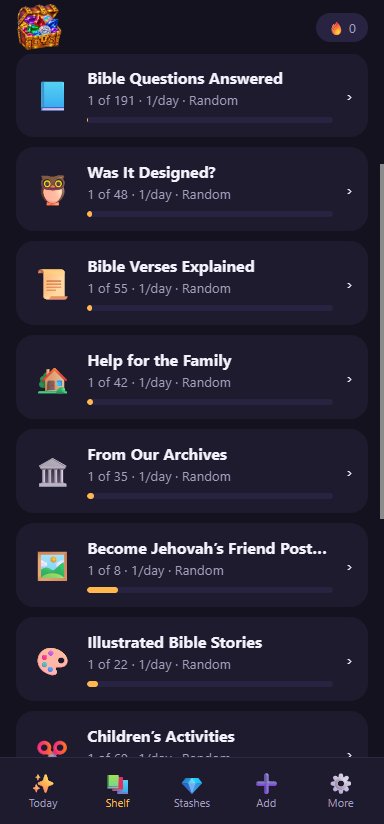 0
Bible Questions Answered
1 of 191 · 1/day · Random
Was It Designed?
1 of 48 · 1/day · Random
Bible Verses Explained
1 of 55 · 1/day · Random
Help for the Family
1 of 42 · 1/day · Random
From Our Archives
1 of 35 · 1/day · Random
Become Jehovah’s Friend Post…
1 of 8 · 1/day · Random
Illustrated Bible Stories
1 of 22 · 1/day · Random
Children’s Activities
Today Shelf Stashes Add More